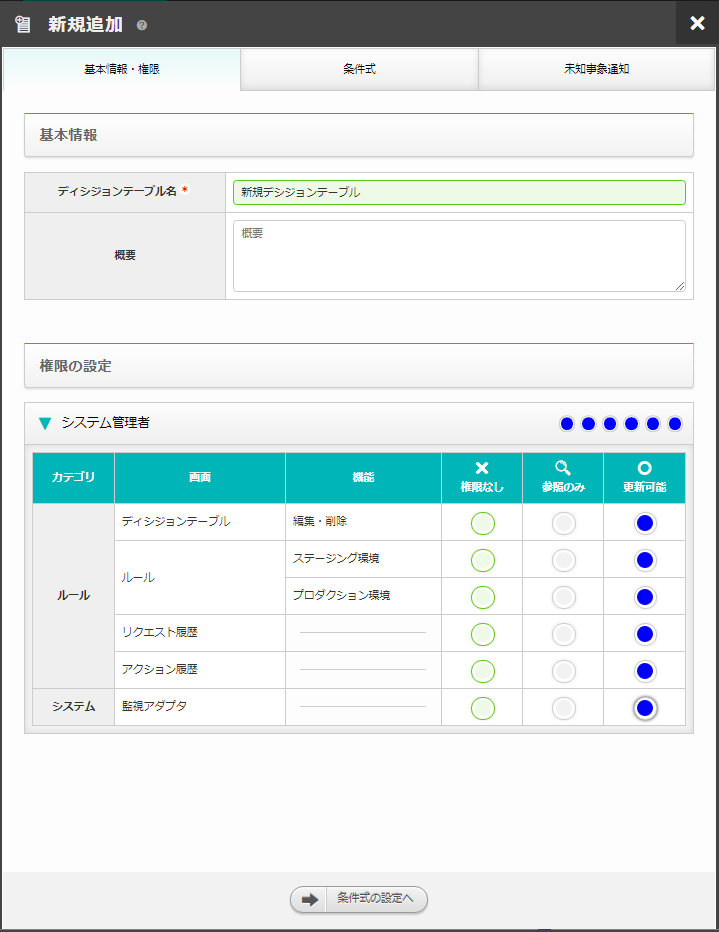 新規追加
基本情報・権限
条件式
未知事象通知
基本情報
ディシジョンテーブル名 *
新規デシジョンテーブル
概要
概要
権限の設定
システム管理者
カテゴリ
画面
機能
権限なし
参照のみ
更新可能
ルール
ディシジョンテーブル
編集・削除
ルール
ステージング環境
プロダクション環境
リクエスト履歴
アクション履歴
システム
監視アダプタ
条件式の設定へ